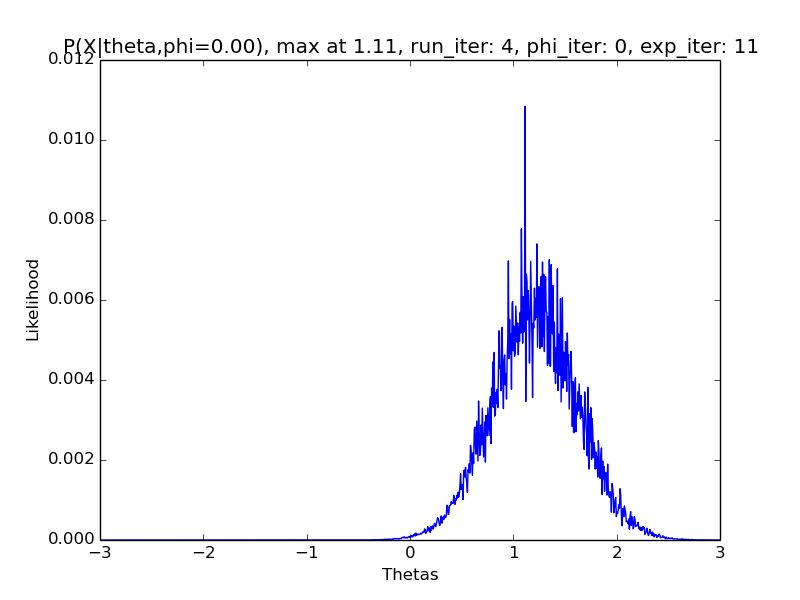 P(X|theta,phi=0.00), max at 1.11, run_iter: 4, phi_iter: 0, exp_iter: 11
0.012
0.010
0.008
0.006
0.004
0.002
0.000
Likelihood
−3 −2 −1 0 1 2 3
Thetas